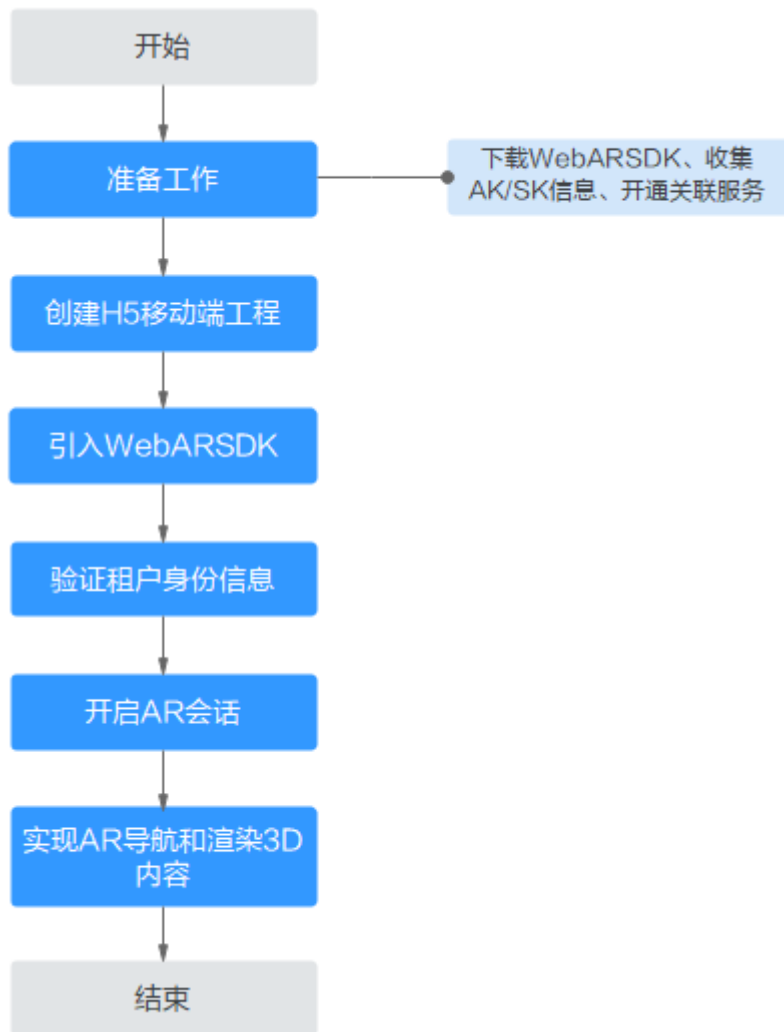 开始
准备工作
下载WebARSDK、收集
AK/SK信息、开通关联服务
创建H5移动端工程
引入WebARSDK
验证租户身份信息
开启AR会话
实现AR导航和渲染3D
内容
结束